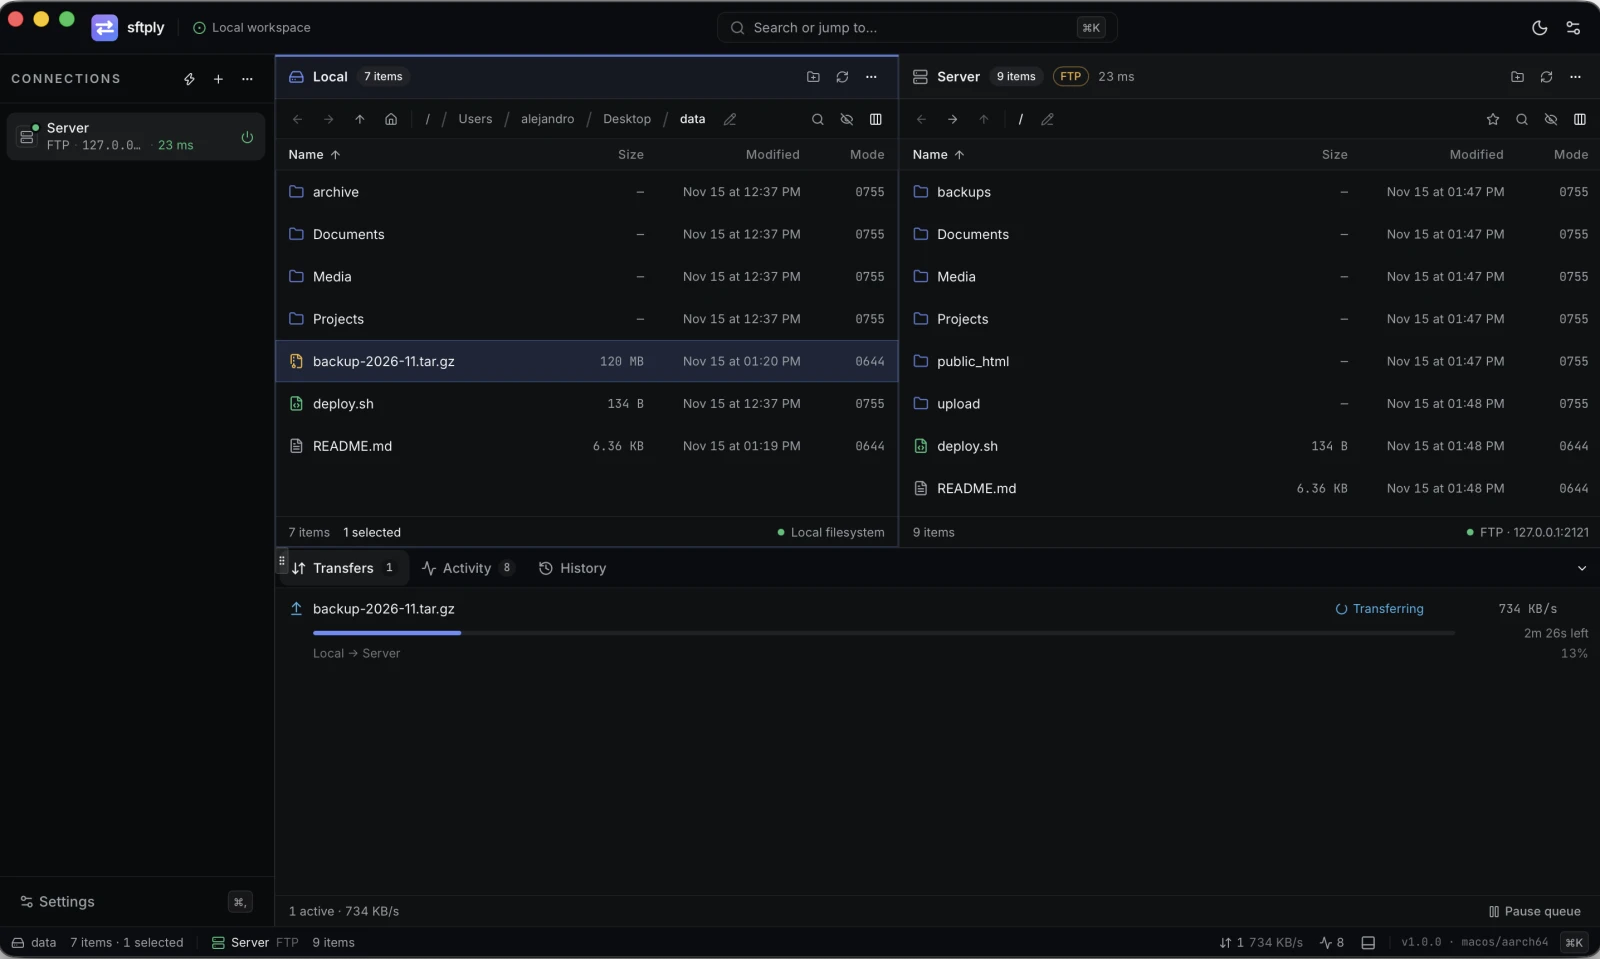 sftply Local workspace Search or jump to... ⌘K
CONNECTIONS
Server
FTP · 127.0.0… · 23 ms
Local 7 items
/ / Users / alejandro / Desktop / data
Name ↑ Size Modified Mode
archive – Nov 15 at 12:37 PM 0755
Documents – Nov 15 at 12:37 PM 0755
Media – Nov 15 at 12:37 PM 0755
Projects – Nov 15 at 12:37 PM 0755
backup-2026-11.tar.gz 120 MB Nov 15 at 01:20 PM 0644
deploy.sh 134 B Nov 15 at 12:37 PM 0755
README.md 6.36 KB Nov 15 at 01:19 PM 0644
7 items 1 selected Local filesystem
Server 9 items FTP 23 ms
/
Name ↑ Size Modified Mode
backups – Nov 15 at 01:47 PM 0755
Documents – Nov 15 at 01:47 PM 0755
Media – Nov 15 at 01:47 PM 0755
Projects – Nov 15 at 01:47 PM 0755
public_html – Nov 15 at 01:47 PM 0755
upload – Nov 15 at 01:48 PM 0755
deploy.sh 134 B Nov 15 at 01:48 PM 0644
README.md 6.36 KB Nov 15 at 01:48 PM 0644
9 items FTP · 127.0.0.1:2121
Transfers 1 Activity 8 History
backup-2026-11.tar.gz Transferring 734 KB/s
2m 26s left
Local → Server 13%
Settings ⌘,
1 active · 734 KB/s Pause queue
data 7 items · 1 selected Server FTP 9 items 1 734 KB/s 8 v1.0.0 · macos/aarch64 ⌘K